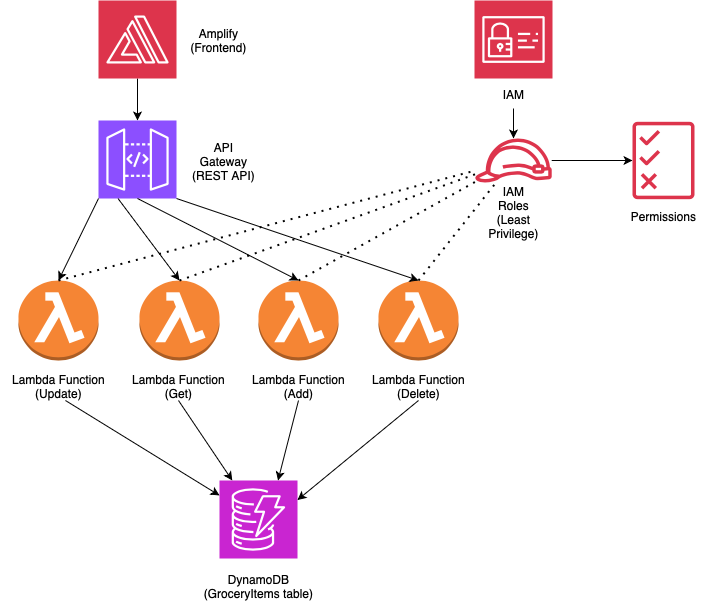 Amplify
(Frontend)
IAM
API
Gateway
(REST API)
IAM
Roles
(Least
Privilege)
Permissions
Lambda Function
(Update)
Lambda Function
(Get)
Lambda Function
(Add)
Lambda Function
(Delete)
DynamoDB
(GroceryItems table)